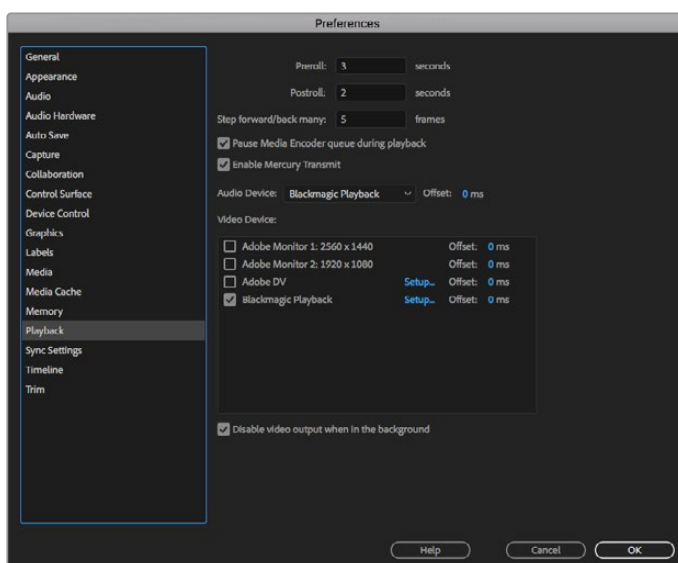 Preferences
General
Appearance
Audio
Audio Hardware
Auto Save
Capture
Collaboration
Control Surface
Device Control
Graphics
Labels
Media
Media Cache
Memory
Playback
Sync Settings
Timeline
Trim
Preroll: 3 seconds
Postroll: 2 seconds
Step forward/back many: 5 frames
Pause Media Encoder queue during playback
Enable Mercury Transmit
Audio Device: Blackmagic Playback Offset: 0 ms
Video Device:
Adobe Monitor 1: 2560 x 1440 Offset: 0 ms
Adobe Monitor 2: 1920 x 1080 Offset: 0 ms
Adobe DV Setup... Offset: 0 ms
Blackmagic Playback Setup... Offset: 0 ms
Disable video output when in the background
Help Cancel OK